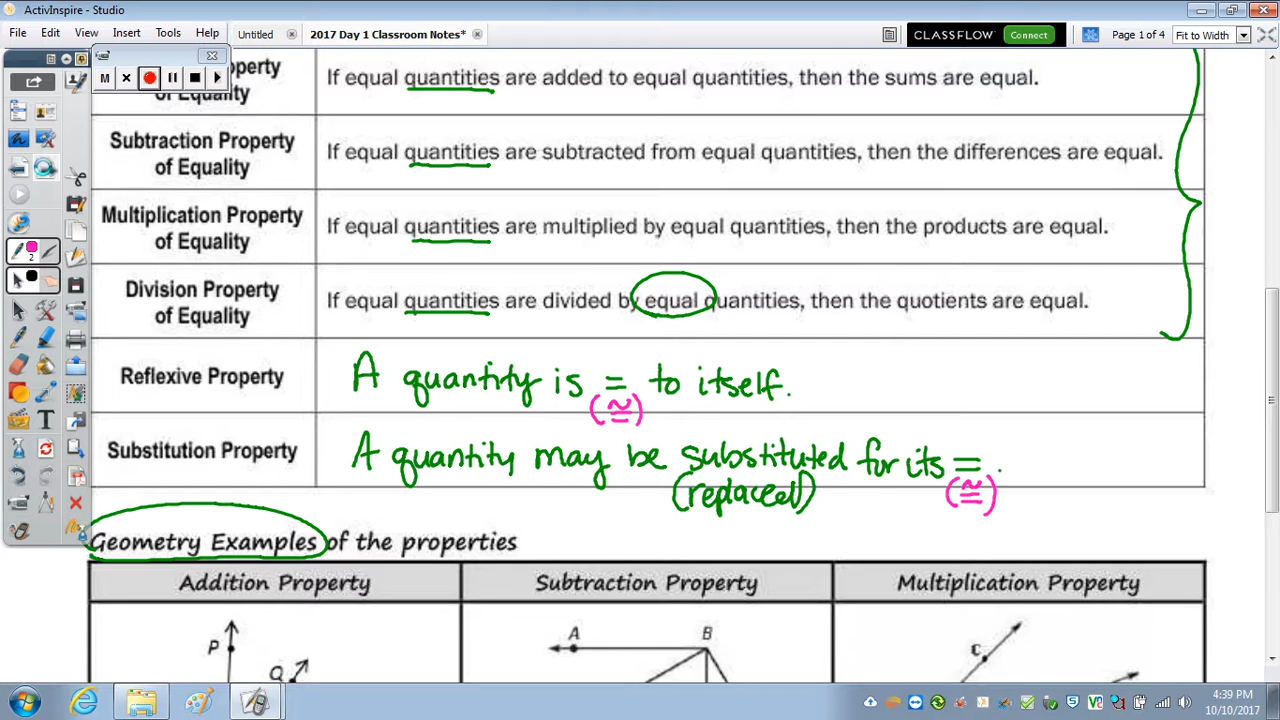 ActivInspire
File Edit View Insert Tools Help
Untitled
2017 Day 1 Classroom Notes*
CLASSFLOW Connect
Page 1 of 4
Fit to Width
M
2
T
Property of Equality
If equal quantities are added to equal quantities, then the sums are equal.
Subtraction Property
of Equality
If equal quantities are subtracted from equal quantities, then the differences are equal.
Multiplication Property
of Equality
If equal quantities are multiplied by equal quantities, then the products are equal.
Division Property
of Equality
If equal quantities are divided by equal quantities, then the quotients are equal.
Reflexive Property
A quantity is = to itself.
(≅)
Substitution Property
A quantity may be substituted for its = .
(replaced) (≅)
Geometry Examples of the properties
Addition Property
Subtraction Property
Multiplication Property
P
Q
A B
C
4:39 PM
10/10/2017